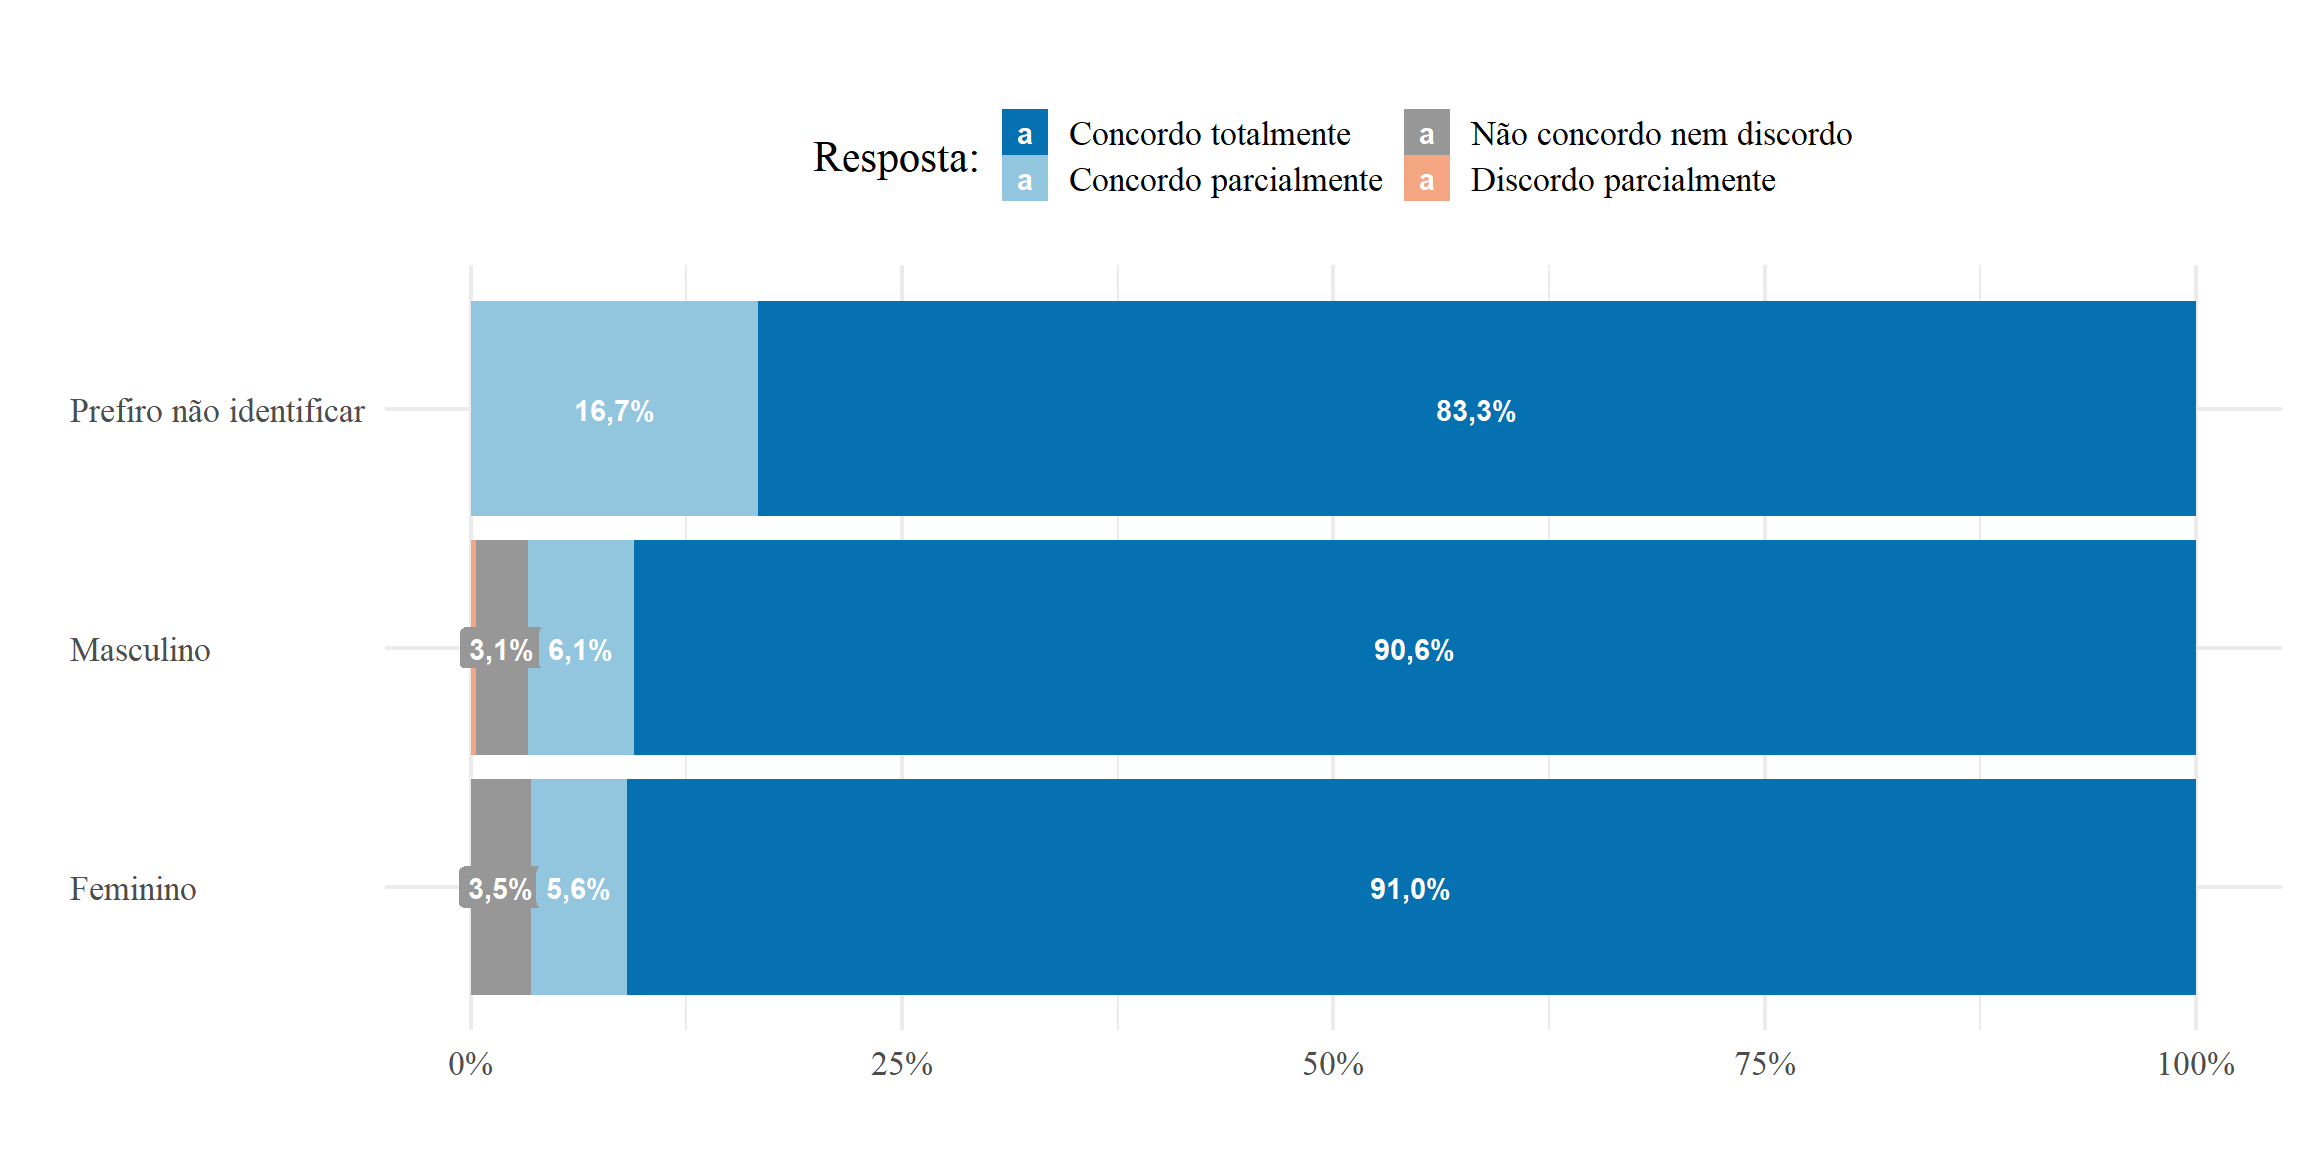 Resposta:
a Concordo totalmente
a Concordo parcialmente
a Não concordo nem discordo
a Discordo parcialmente
Prefiro não identificar
16,7% 83,3%
Masculino
3,1% 6,1% 90,6%
Feminino
3,5% 5,6% 91,0%
0% 25% 50% 75% 100%